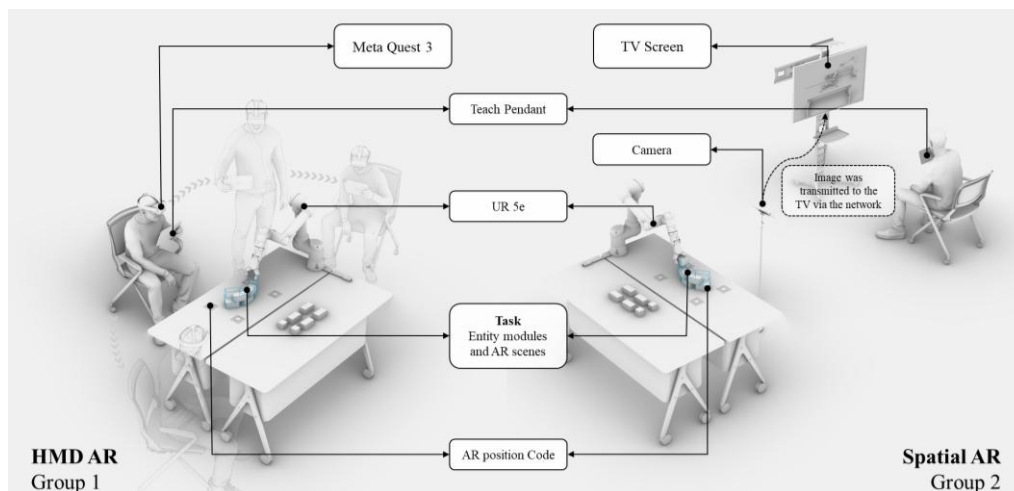 Meta Quest 3
TV Screen
Teach Pendant
Camera
Image was
transmitted to the
TV via the network
UR 5e
Task
Entity modules
and AR scenes
AR position Code
HMD AR
Group 1
Spatial AR
Group 2